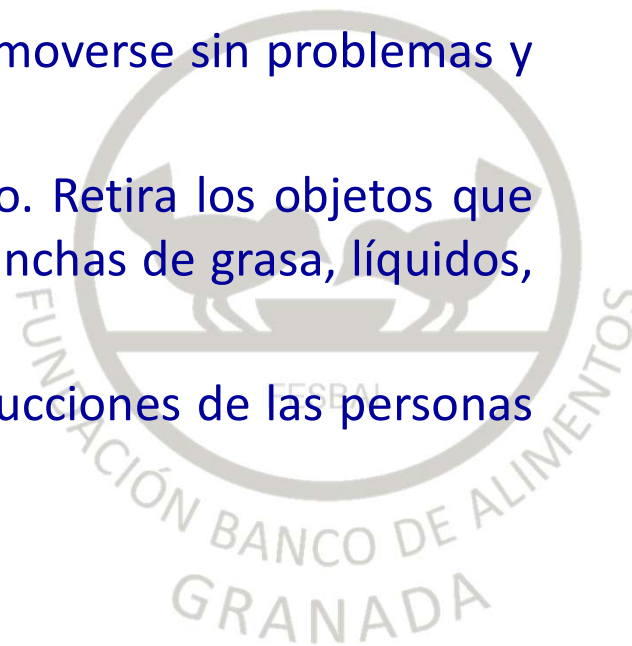 moverse sin problemas y
o. Retira los objetos que
nchas de grasa, líquidos,
ucciones de las personas
FESBAL
FUNDACIÓN BANCO DE ALIMENTOS
GRANADA